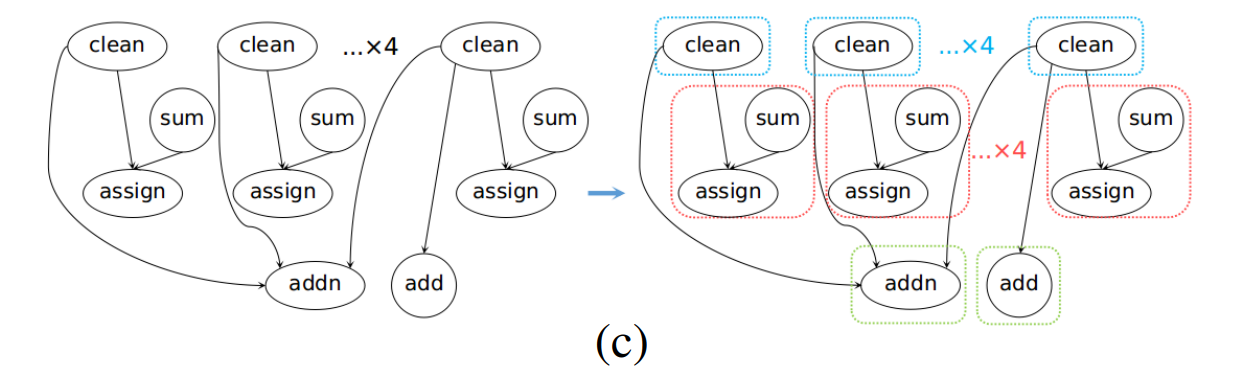 clean clean ...×4 clean clean clean ...×4 clean
sum sum sum sum sum sum
...×4
assign assign assign assign assign assign
addn add addn add
(c)